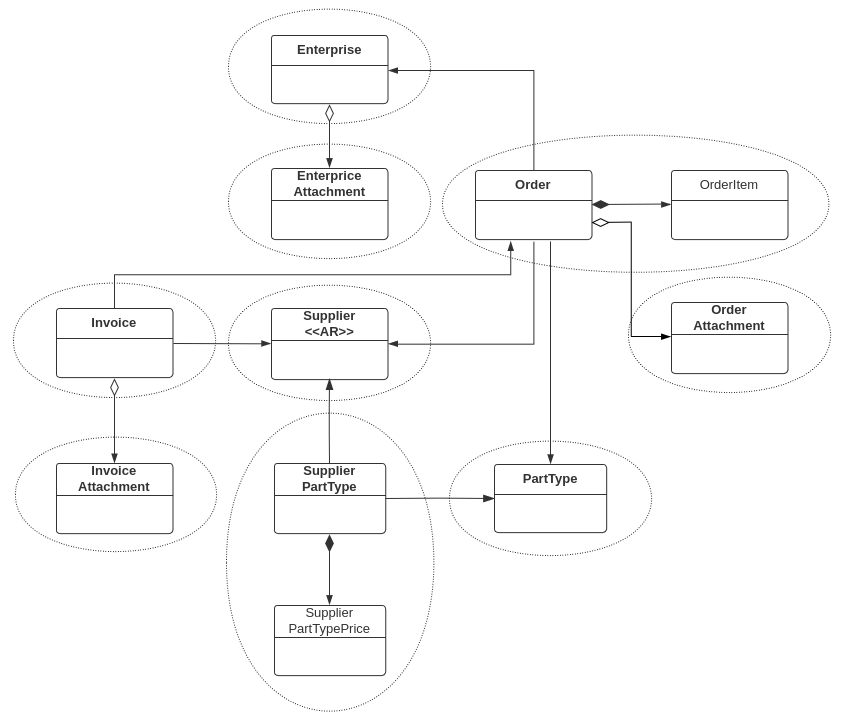 Enterprise
Enterprice
Attachment
Order
OrderItem
Invoice
Supplier
<<AR>>
Order
Attachment
Invoice
Attachment
Supplier
PartType
PartType
Supplier
PartTypePrice